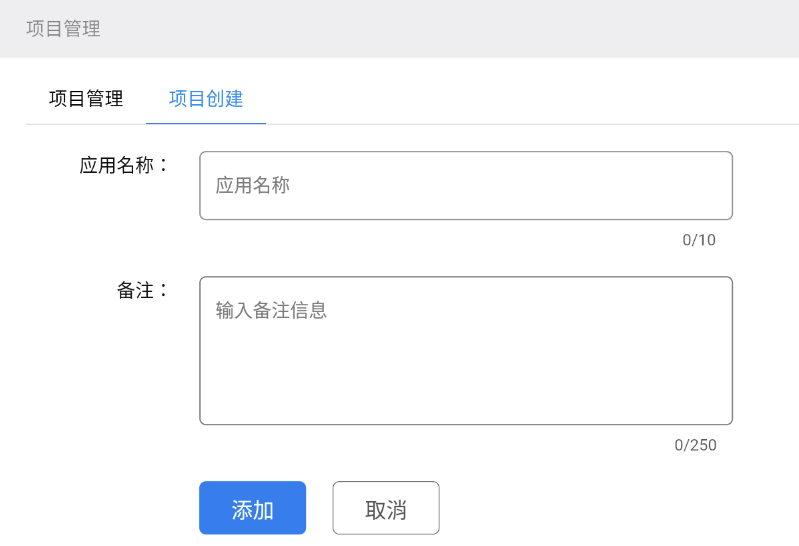 项目管理
项目管理 项目创建
应用名称：
应用名称
0/10
备注：
输入备注信息
0/250
添加 取消